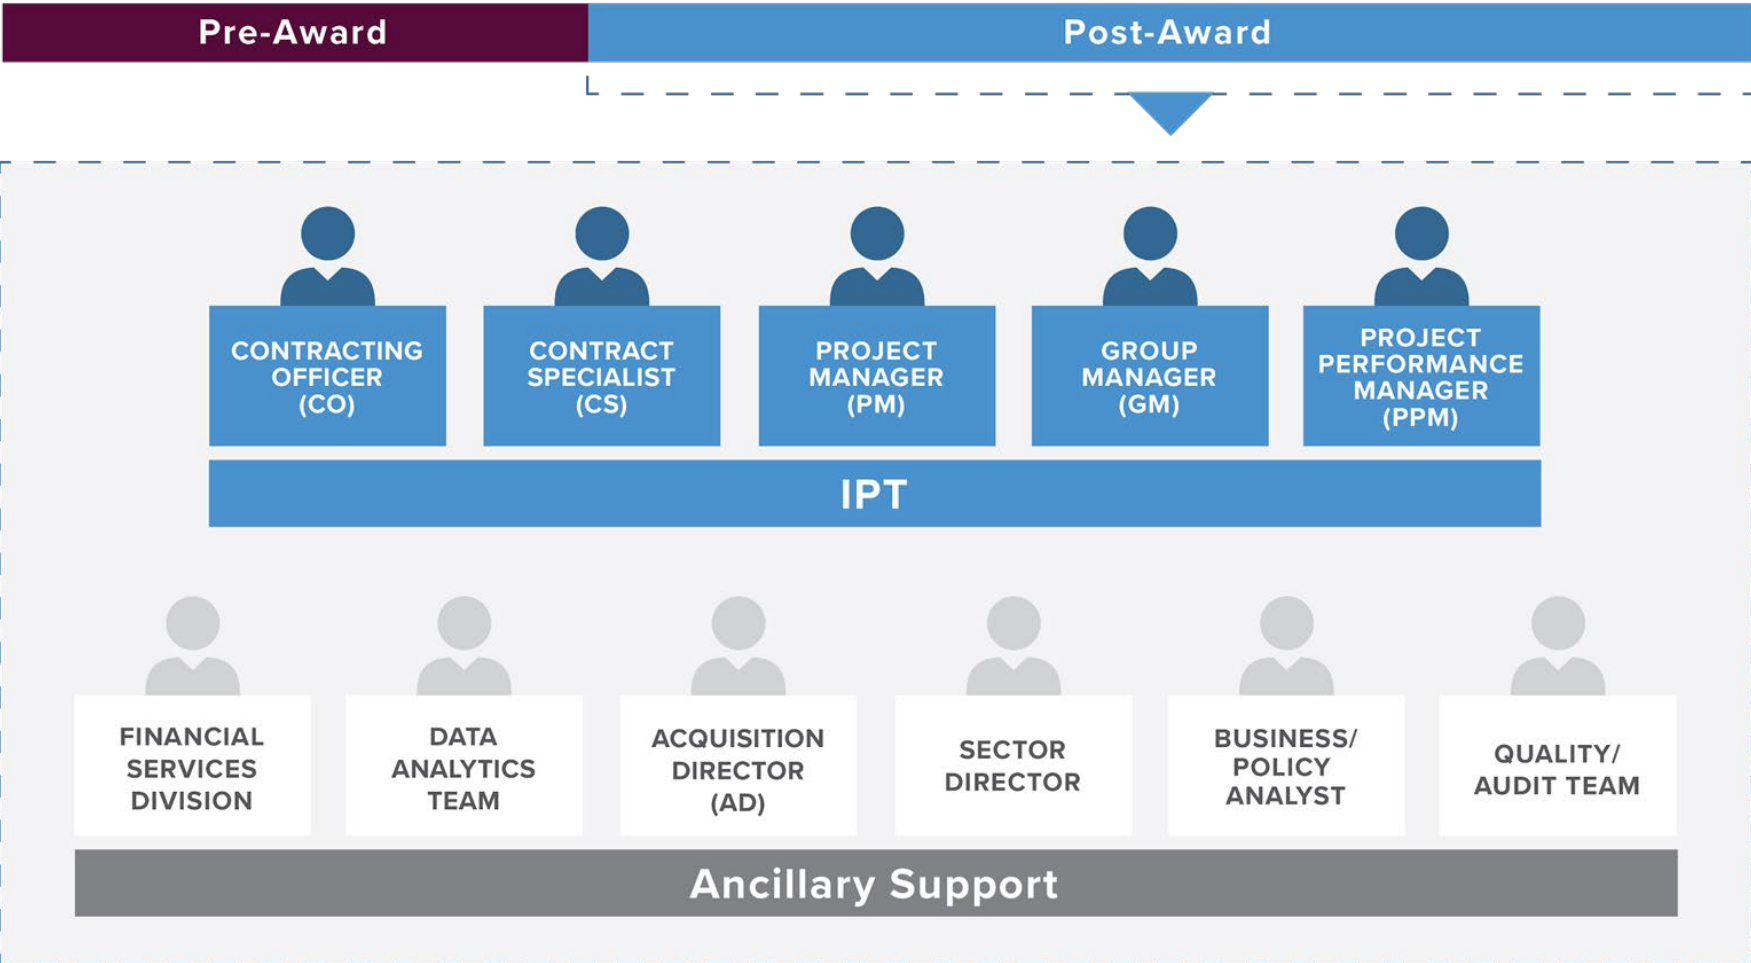 Pre-Award
Post-Award
CONTRACTING
OFFICER
(CO)
CONTRACT
SPECIALIST
(CS)
PROJECT
MANAGER
(PM)
GROUP
MANAGER
(GM)
PROJECT
PERFORMANCE
MANAGER
(PPM)
IPT
FINANCIAL
SERVICES
DIVISION
DATA
ANALYTICS
TEAM
ACQUISITION
DIRECTOR
(AD)
SECTOR
DIRECTOR
BUSINESS/
POLICY
ANALYST
QUALITY/
AUDIT TEAM
Ancillary Support